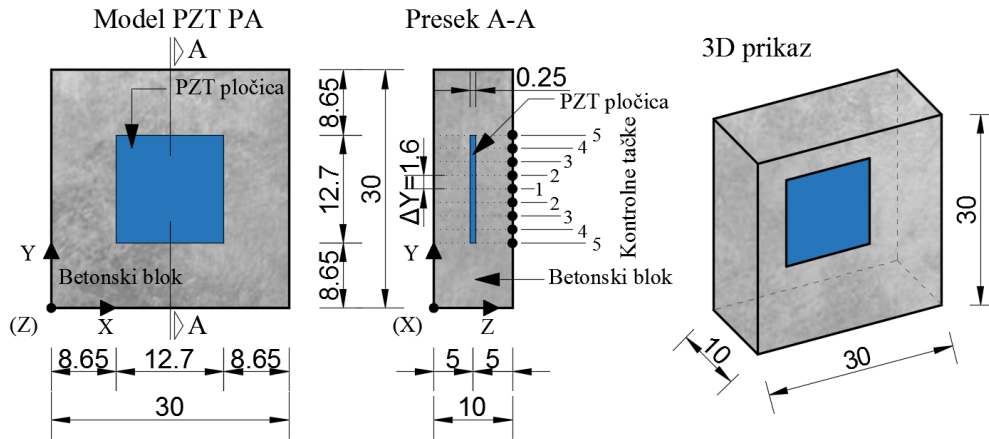 Model PZT PA
A
PZT pločica
8.65
12.7
8.65
30
Y
Betonski blok
(Z)
X
A
8.65
12.7
8.65
30
Presek A-A
0.25
PZT pločica
ΔY=1.6
5
4
3
2
1
2
3
4
5
Kontrolne tačke
Y
Betonski blok
(X)
Z
5
5
10
3D prikaz
30
10
30